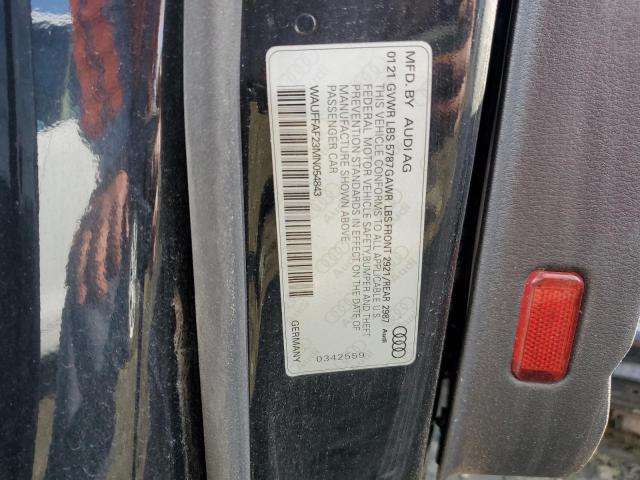 MFD.BY AUDI AG
0121 GVWR LBS 5787 GAWR LBS FRONT 2921/REAR 2987
THIS VEHICLE CONFORMS TO ALL APPLICABLE U.S.
FEDERAL MOTOR VEHICLE SAFETY, BUMPER AND THEFT
PREVENTION STANDARDS IN EFFECT ON THE DATE OF
MANUFACTURE SHOWN ABOVE.
PASSENGER CAR
WAUFFAF23MN054843
GERMANY
0342559
Audi